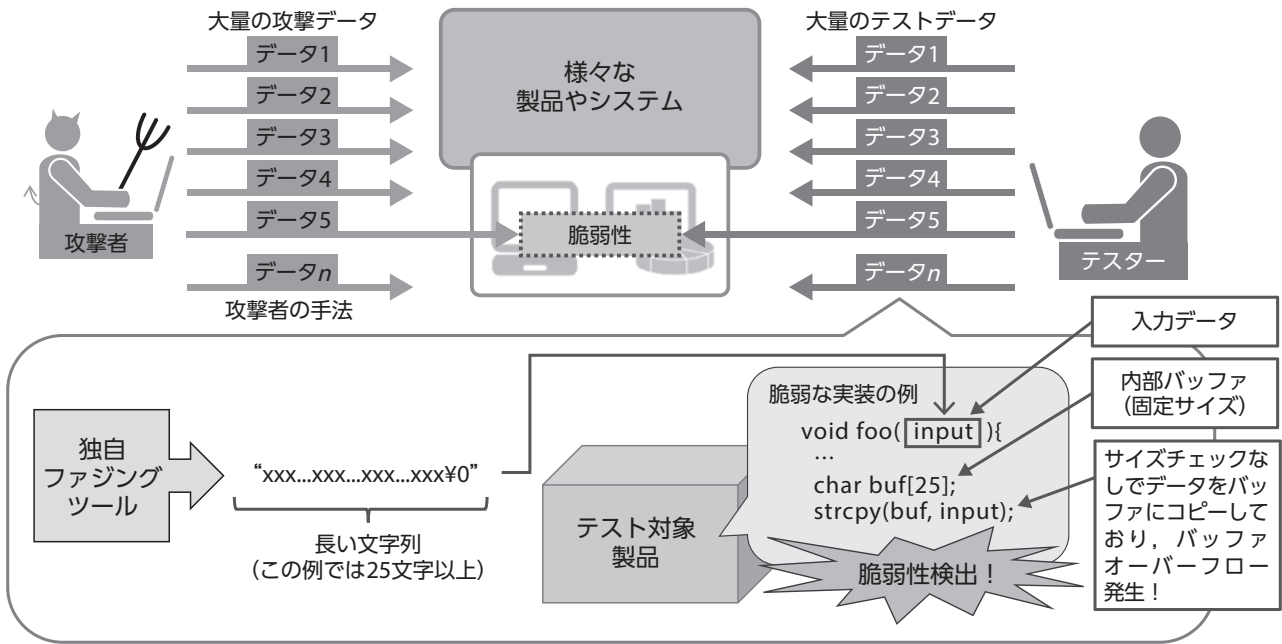 大量の攻撃データ
データ1
データ2
データ3
データ4
データ5
データn
攻撃者の手法
攻撃者
様々な
製品やシステム
脆弱性
大量のテストデータ
データ1
データ2
データ3
データ4
データ5
データn
テスター
独自
ファジング
ツール
“xxx...xxx...xxx...xxx¥0”
長い文字列
(この例では25文字以上)
テスト対象
製品
脆弱な実装の例
void foo( input ){
...
char buf[25];
strcpy(buf, input);
脆弱性検出！
入力データ
内部バッファ
(固定サイズ)
サイズチェックな
しでデータをバッ
ファにコピーして
おり，バッファ
オーバーフロー
発生！